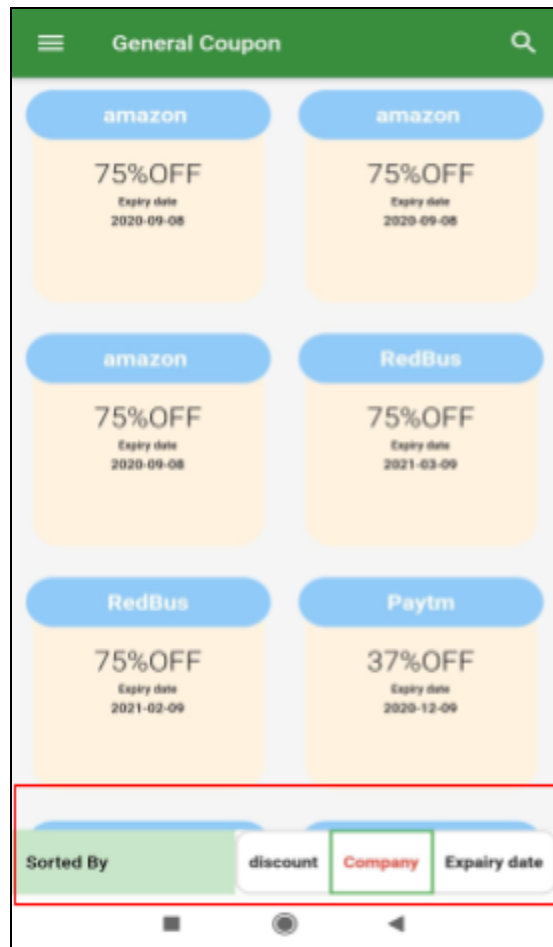 General Coupon
amazon
amazon
75%OFF
75%OFF
Expiry date
Expiry date
2020-09-08
2020-09-08
amazon
RedBus
75%OFF
75%OFF
Expiry date
Expiry date
2020-09-08
2021-03-09
RedBus
Paytm
75%OFF
37%OFF
Expiry date
Expiry date
2021-02-09
2020-12-09
Sorted By
discount
Company
Expairy date